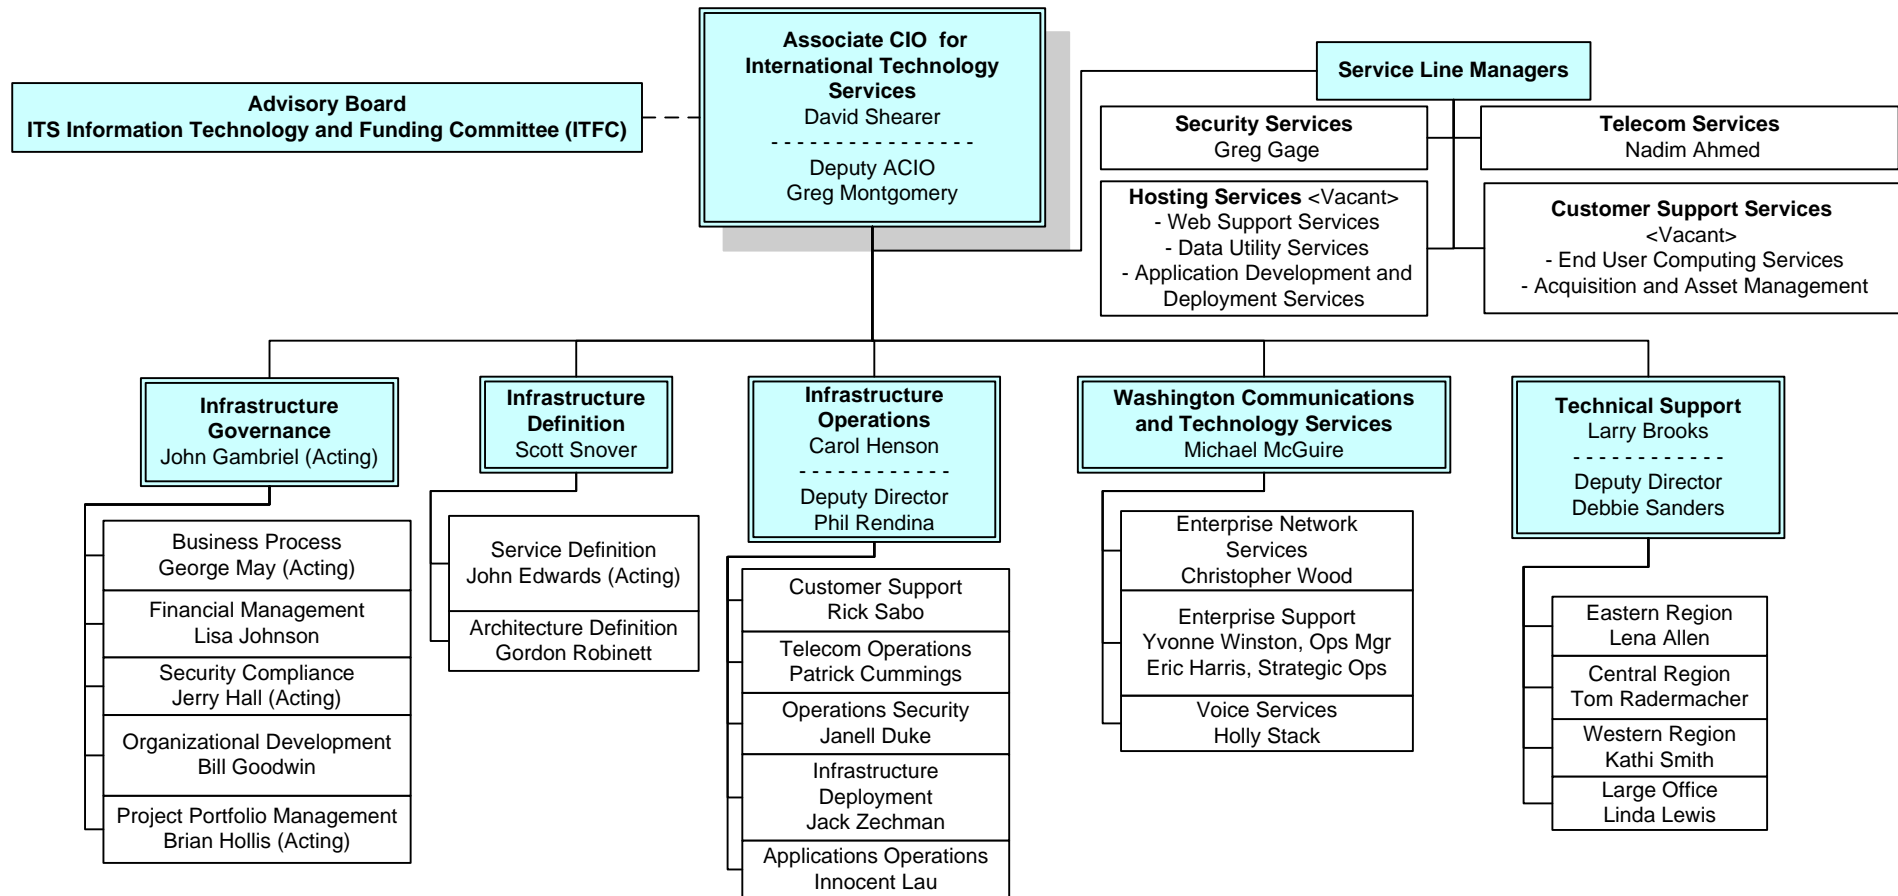 Associate CIO for
International Technology
Services
David Shearer
- - - - - - - - - - - - - - - - -
Deputy ACIO
Greg Montgomery
Advisory Board
ITS Information Technology and Funding Committee (ITFC)
Service Line Managers
Security Services
Greg Gage
Telecom Services
Nadim Ahmed
Hosting Services <Vacant>
- Web Support Services
- Data Utility Services
- Application Development and
Deployment Services
Customer Support Services
<Vacant>
- End User Computing Services
- Acquisition and Asset Management
Infrastructure
Governance
John Gambriel (Acting)
Business Process
George May (Acting)
Financial Management
Lisa Johnson
Security Compliance
Jerry Hall (Acting)
Organizational Development
Bill Goodwin
Project Portfolio Management
Brian Hollis (Acting)
Infrastructure
Definition
Scott Snover
Service Definition
John Edwards (Acting)
Architecture Definition
Gordon Robinett
Infrastructure
Operations
Carol Henson
- - - - - - - - - - - -
Deputy Director
Phil Rendina
Customer Support
Rick Sabo
Telecom Operations
Patrick Cummings
Operations Security
Janell Duke
Infrastructure
Deployment
Jack Zechman
Applications Operations
Innocent Lau
Washington Communications
and Technology Services
Michael McGuire
Enterprise Network
Services
Christopher Wood
Enterprise Support
Yvonne Winston, Ops Mgr
Eric Harris, Strategic Ops
Voice Services
Holly Stack
Technical Support
Larry Brooks
- - - - - - - - - - - -
Deputy Director
Debbie Sanders
Eastern Region
Lena Allen
Central Region
Tom Radermacher
Western Region
Kathi Smith
Large Office
Linda Lewis